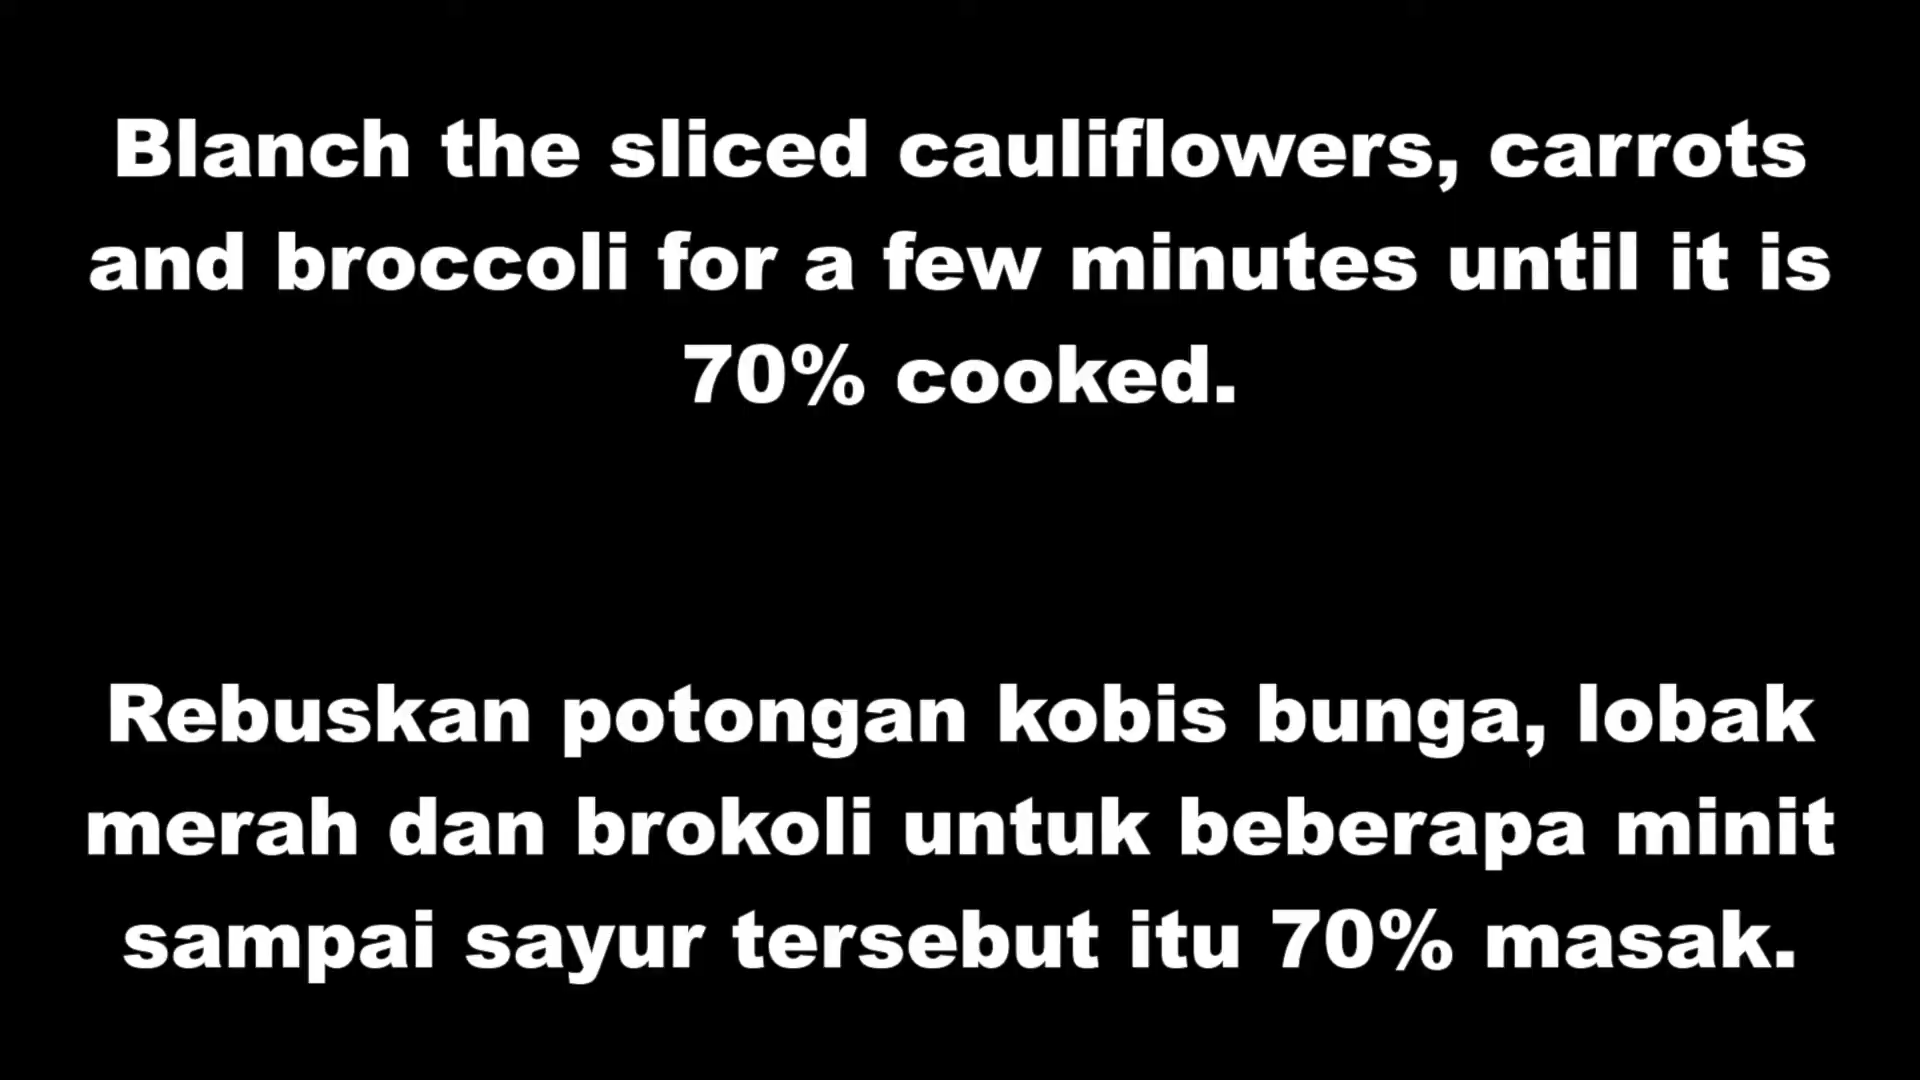 Blanch the sliced cauliflowers, carrots
and broccoli for a few minutes until it is
70% cooked.
Rebuskan potongan kobis bunga, lobak
merah dan brokoli untuk beberapa minit
sampai sayur tersebut itu 70% masak.